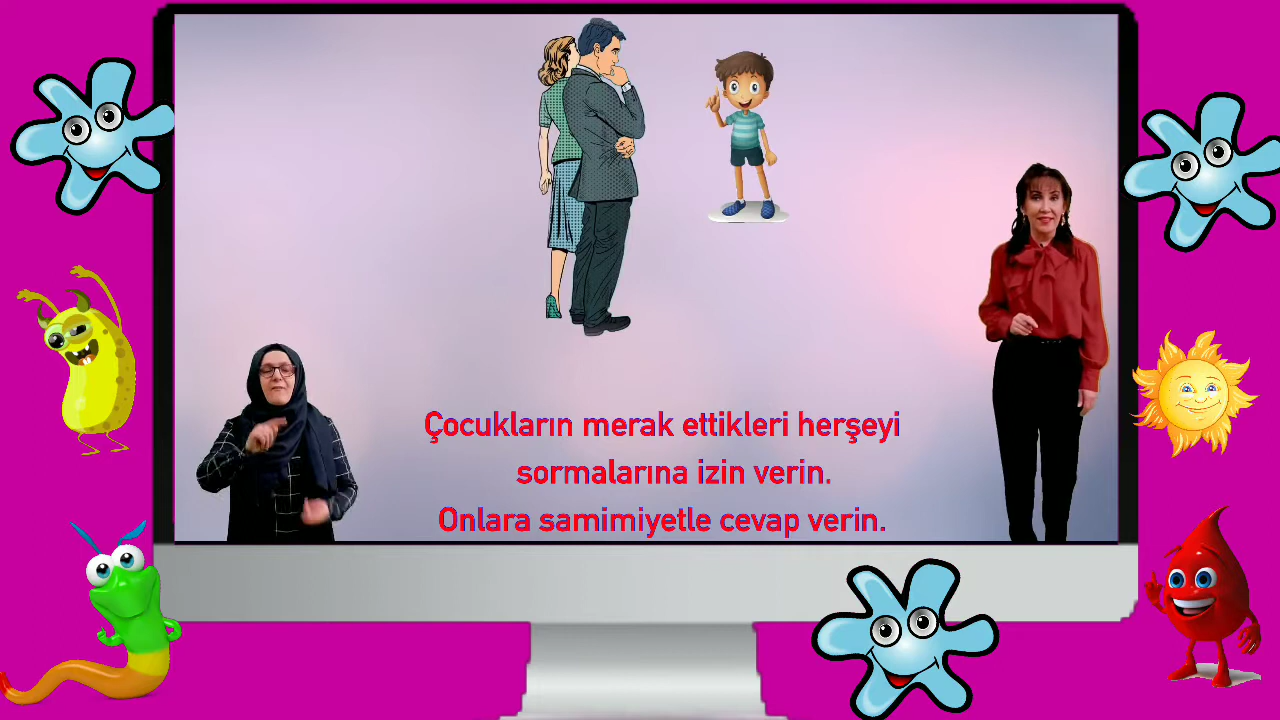 Çocukların merak ettikleri herşeyi
sormalarına izin verin.
Onlara samimiyetle cevap verin.